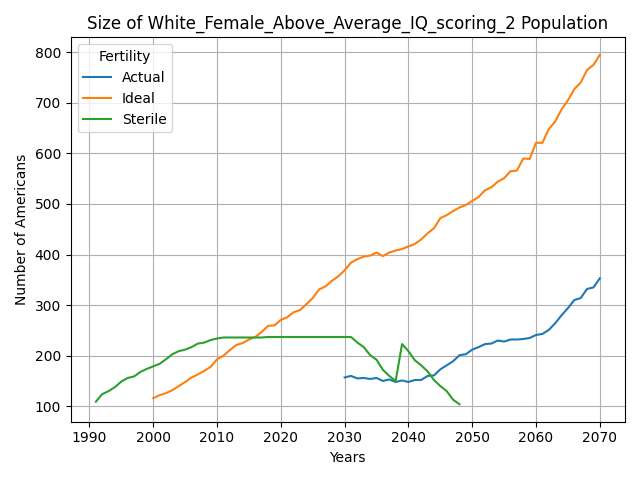 Size of White_Female_Above_Average_IQ_scoring_2 Population
Fertility
Actual
Ideal
Sterile
Number of Americans
800
700
600
500
400
300
200
100
1990 2000 2010 2020 2030 2040 2050 2060 2070
Years